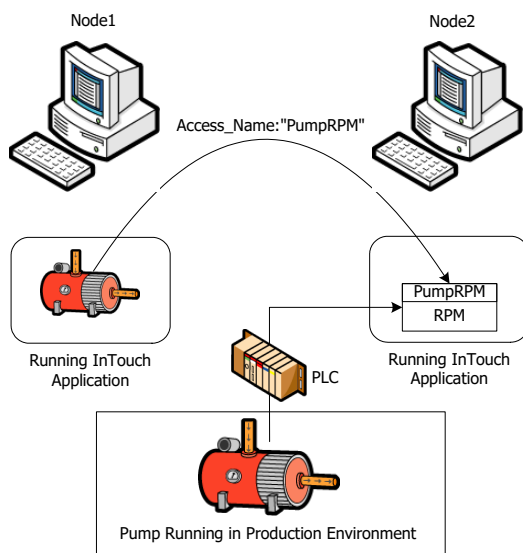 Node1
Node2
Access_Name:"PumpRPM"
PumpRPM
RPM
Running InTouch
Application
Running InTouch
Application
PLC
Pump Running in Production Environment